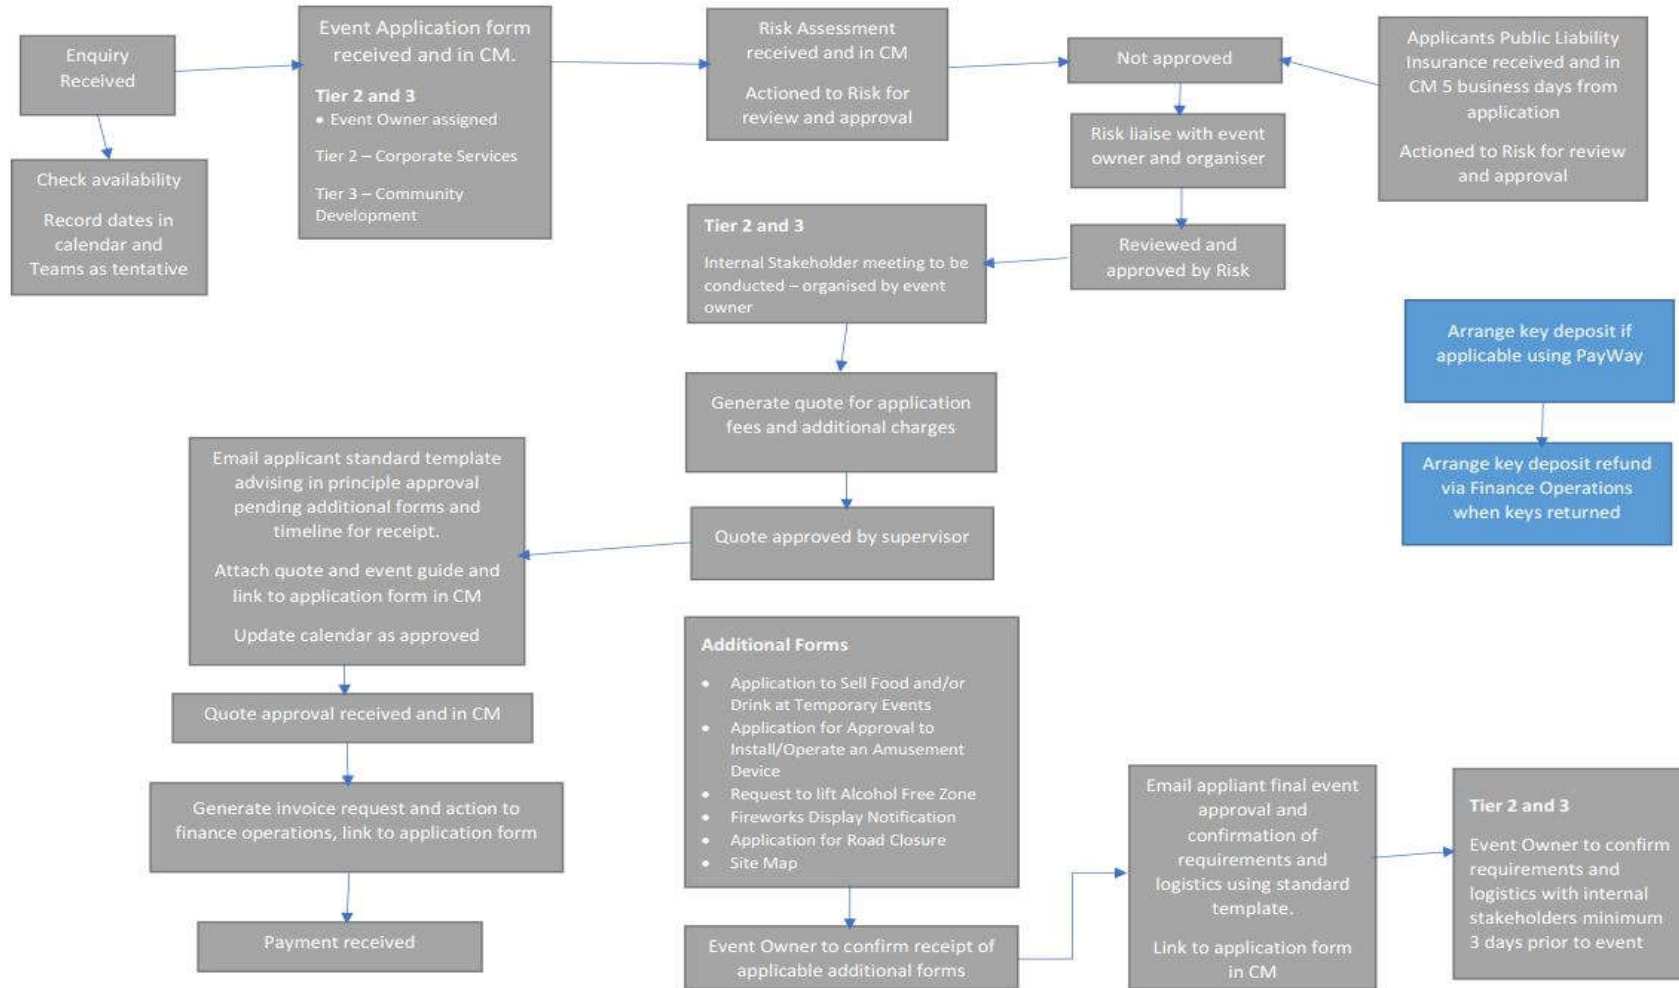 Enquiry
Received
Check availability
Record dates in
calendar and
Teams as tentative
Event Application form
received and in CM.
Tier 2 and 3
• Event Owner assigned
Tier 2 – Corporate Services
Tier 3 – Community
Development
Risk Assessment
received and in CM
Actioned to Risk for
review and approval
Not approved
Applicants Public Liability
Insurance received and in
CM 5 business days from
application
Actioned to Risk for review
and approval
Risk liaise with event
owner and organiser
Reviewed and
approved by Risk
Tier 2 and 3
Internal Stakeholder meeting to be
conducted – organised by event
owner
Generate quote for application
fees and additional charges
Quote approved by supervisor
Email applicant standard template
advising in principle approval
pending additional forms and
timeline for receipt.
Attach quote and event guide and
link to application form in CM
Update calendar as approved
Quote approval received and in CM
Generate invoice request and action to
finance operations, link to application form
Payment received
Arrange key deposit if
applicable using PayWay
Arrange key deposit refund
via Finance Operations
when keys returned
Additional Forms
• Application to Sell Food and/or
Drink at Temporary Events
• Application for Approval to
Install/Operate an Amusement
Device
• Request to lift Alcohol Free Zone
• Fireworks Display Notification
• Application for Road Closure
• Site Map
Event Owner to confirm receipt of
applicable additional forms
Email appliant final event
approval and
confirmation of
requirements and
logistics using standard
template.
Link to application form
in CM
Tier 2 and 3
Event Owner to confirm
requirements and
logistics with internal
stakeholders minimum
3 days prior to event